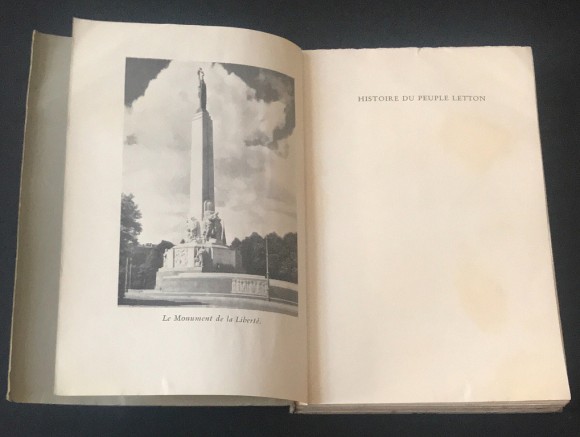 Le Monument de la Liberté.
HISTOIRE DU PEUPLE LETTON